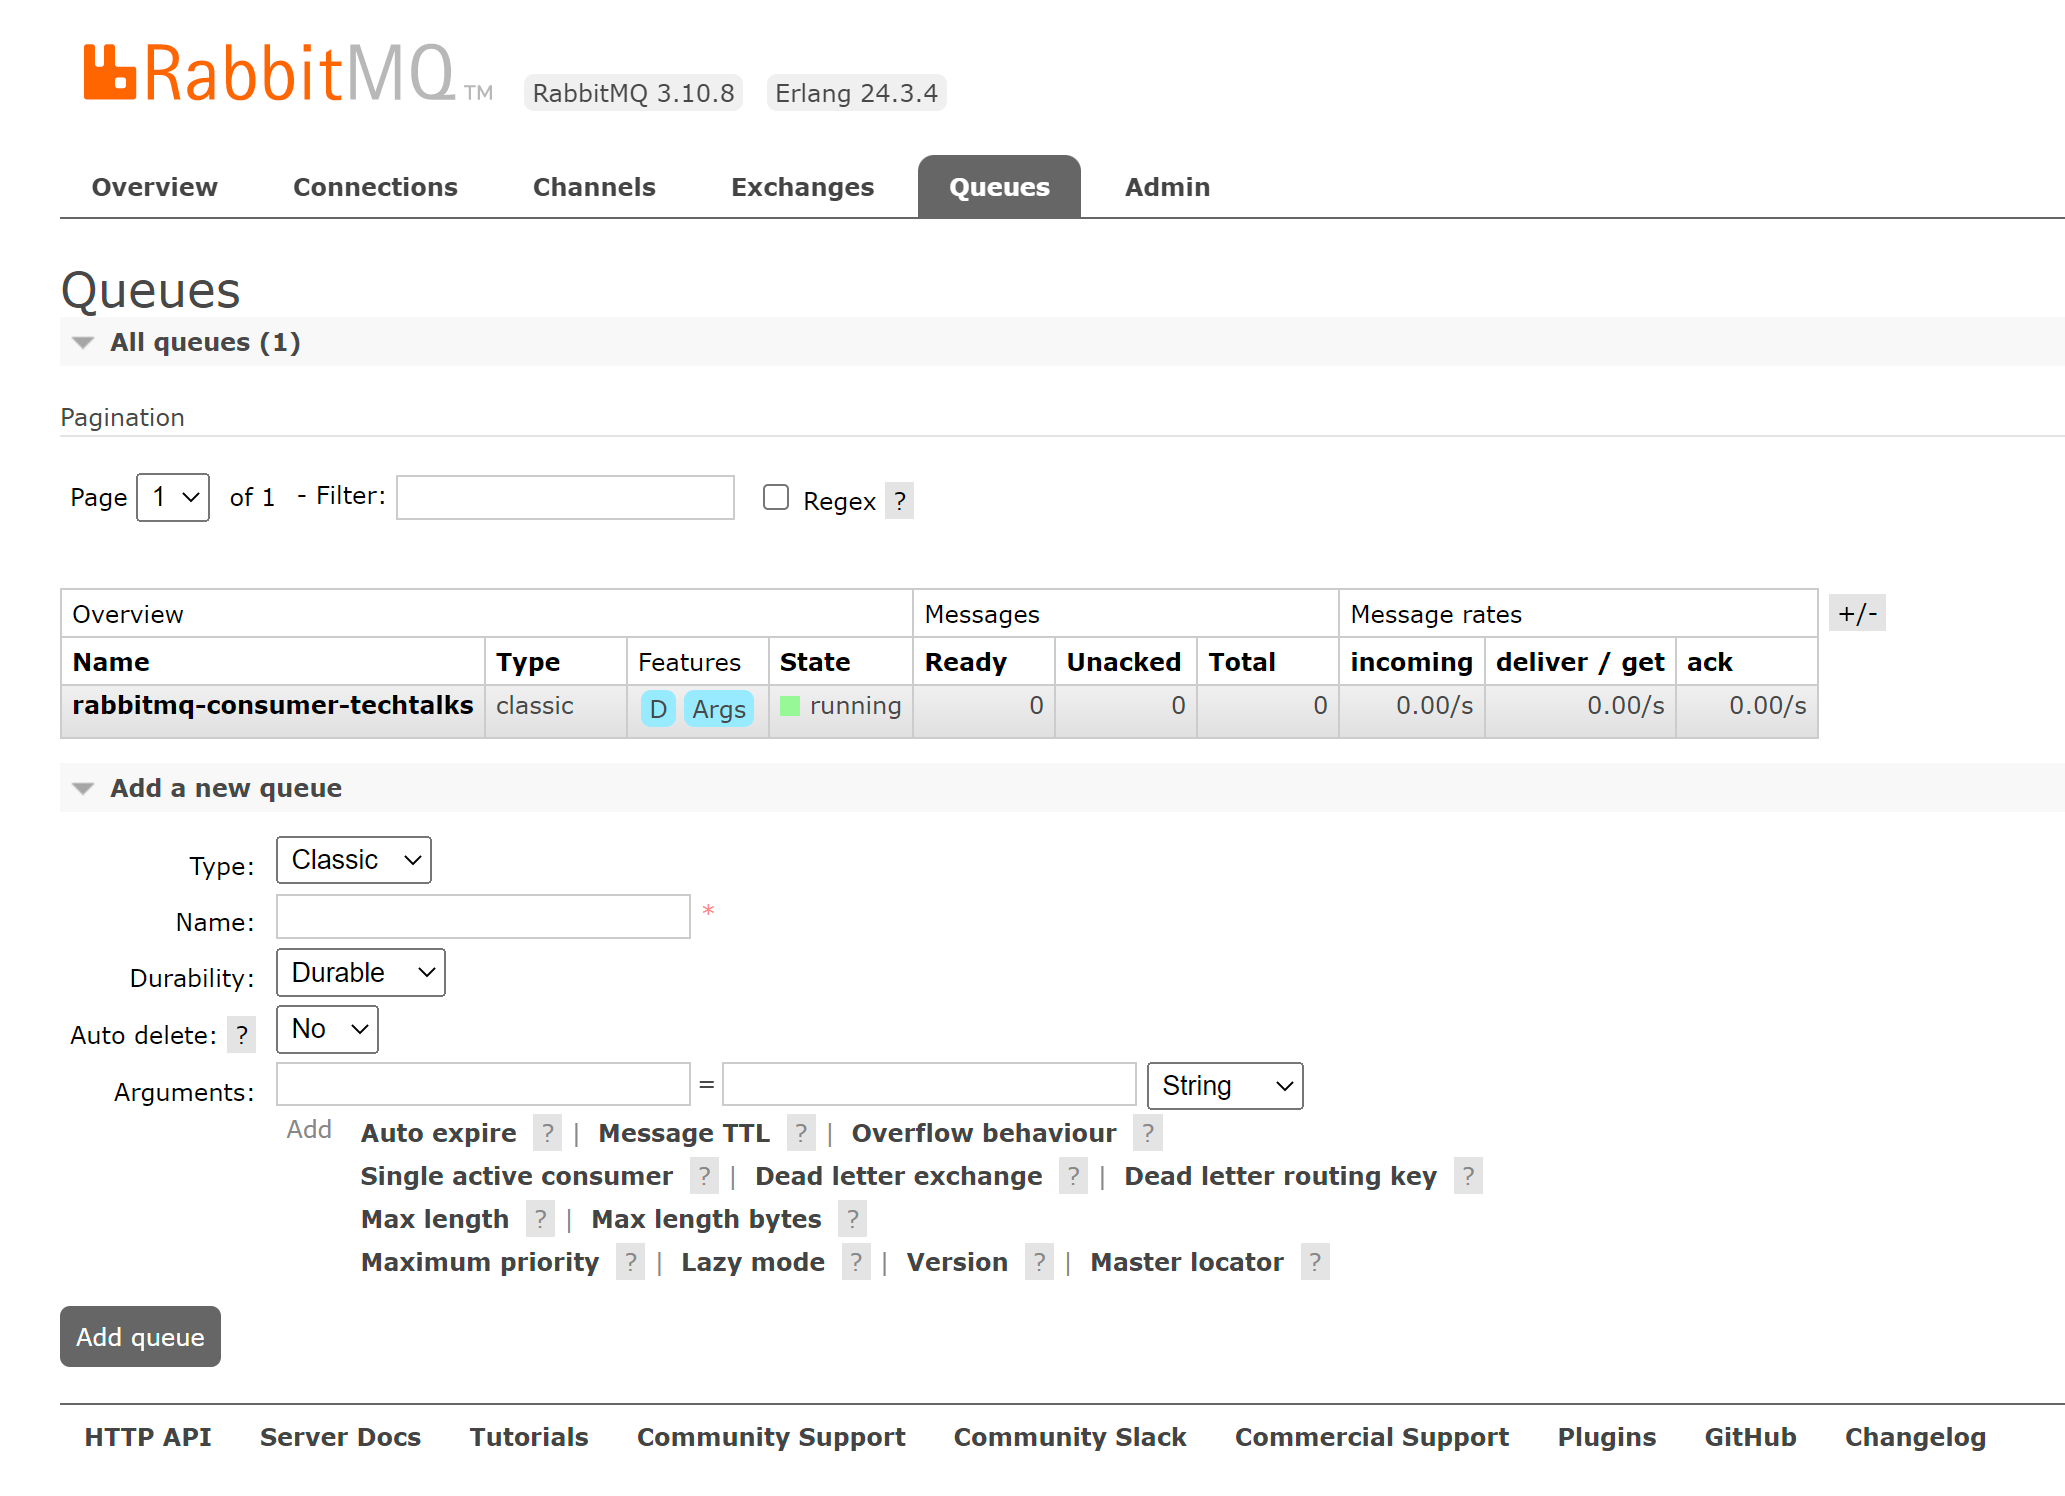 RabbitMQ TM RabbitMQ 3.10.8 Erlang 24.3.4
Overview Connections Channels Exchanges Queues Admin
Queues
All queues (1)
Pagination
Page 1 of 1 - Filter: Regex ?
Overview Messages Message rates +/-
Name Type Features State Ready Unacked Total incoming deliver / get ack
rabbitmq-consumer-techtalks classic D Args running 0 0 0 0.00/s 0.00/s 0.00/s
Add a new queue
Type: Classic
Name: *
Durability: Durable
Auto delete: ? No
Arguments: = String
Add Auto expire ? | Message TTL ? | Overflow behaviour ?
Single active consumer ? | Dead letter exchange ? | Dead letter routing key ?
Max length ? | Max length bytes ?
Maximum priority ? | Lazy mode ? | Version ? | Master locator ?
Add queue
HTTP API Server Docs Tutorials Community Support Community Slack Commercial Support Plugins GitHub Changelog